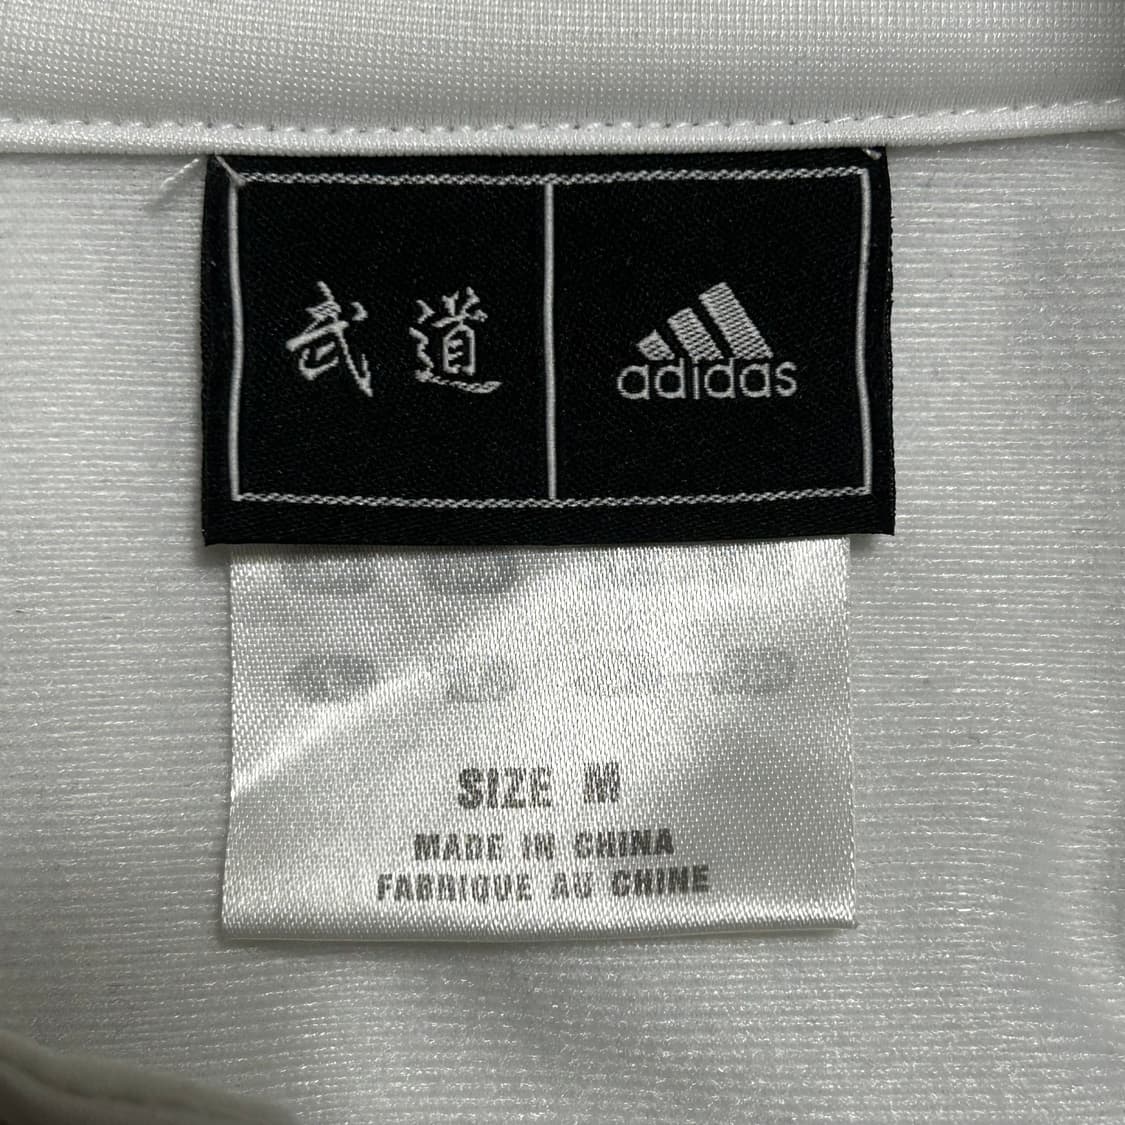 武道
adidas
SIZE M
MADE IN CHINA
FABRIQUE AU CHINE